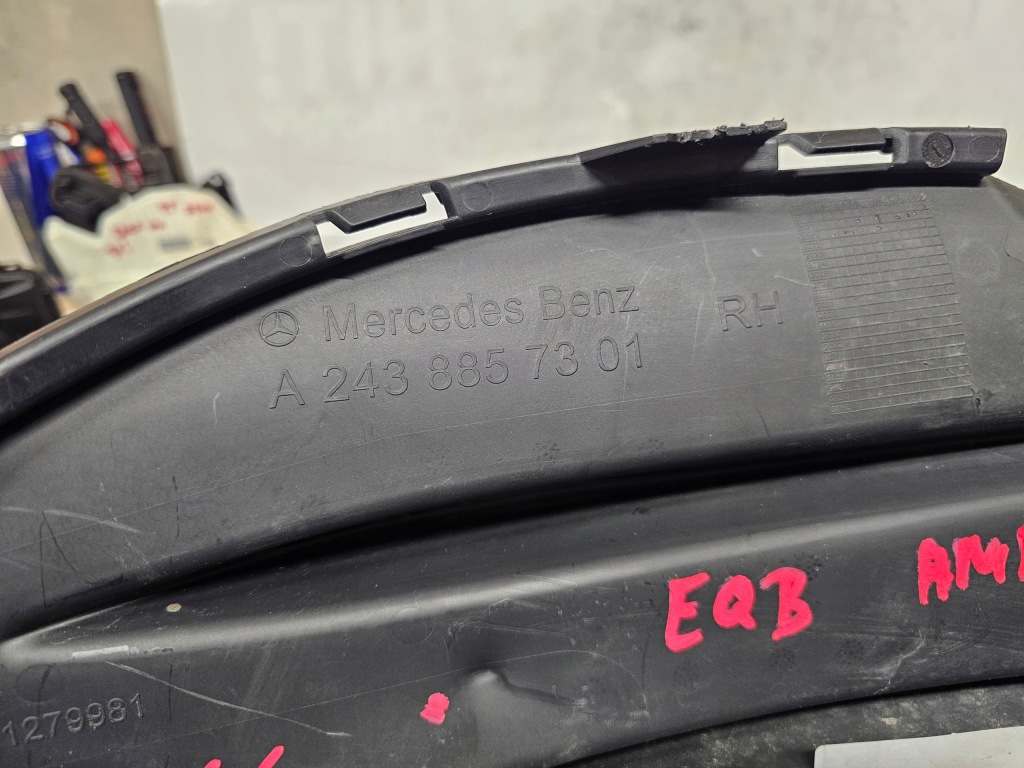 Mercedes Benz
RH
A 243 885 73 01
EQB
1279981